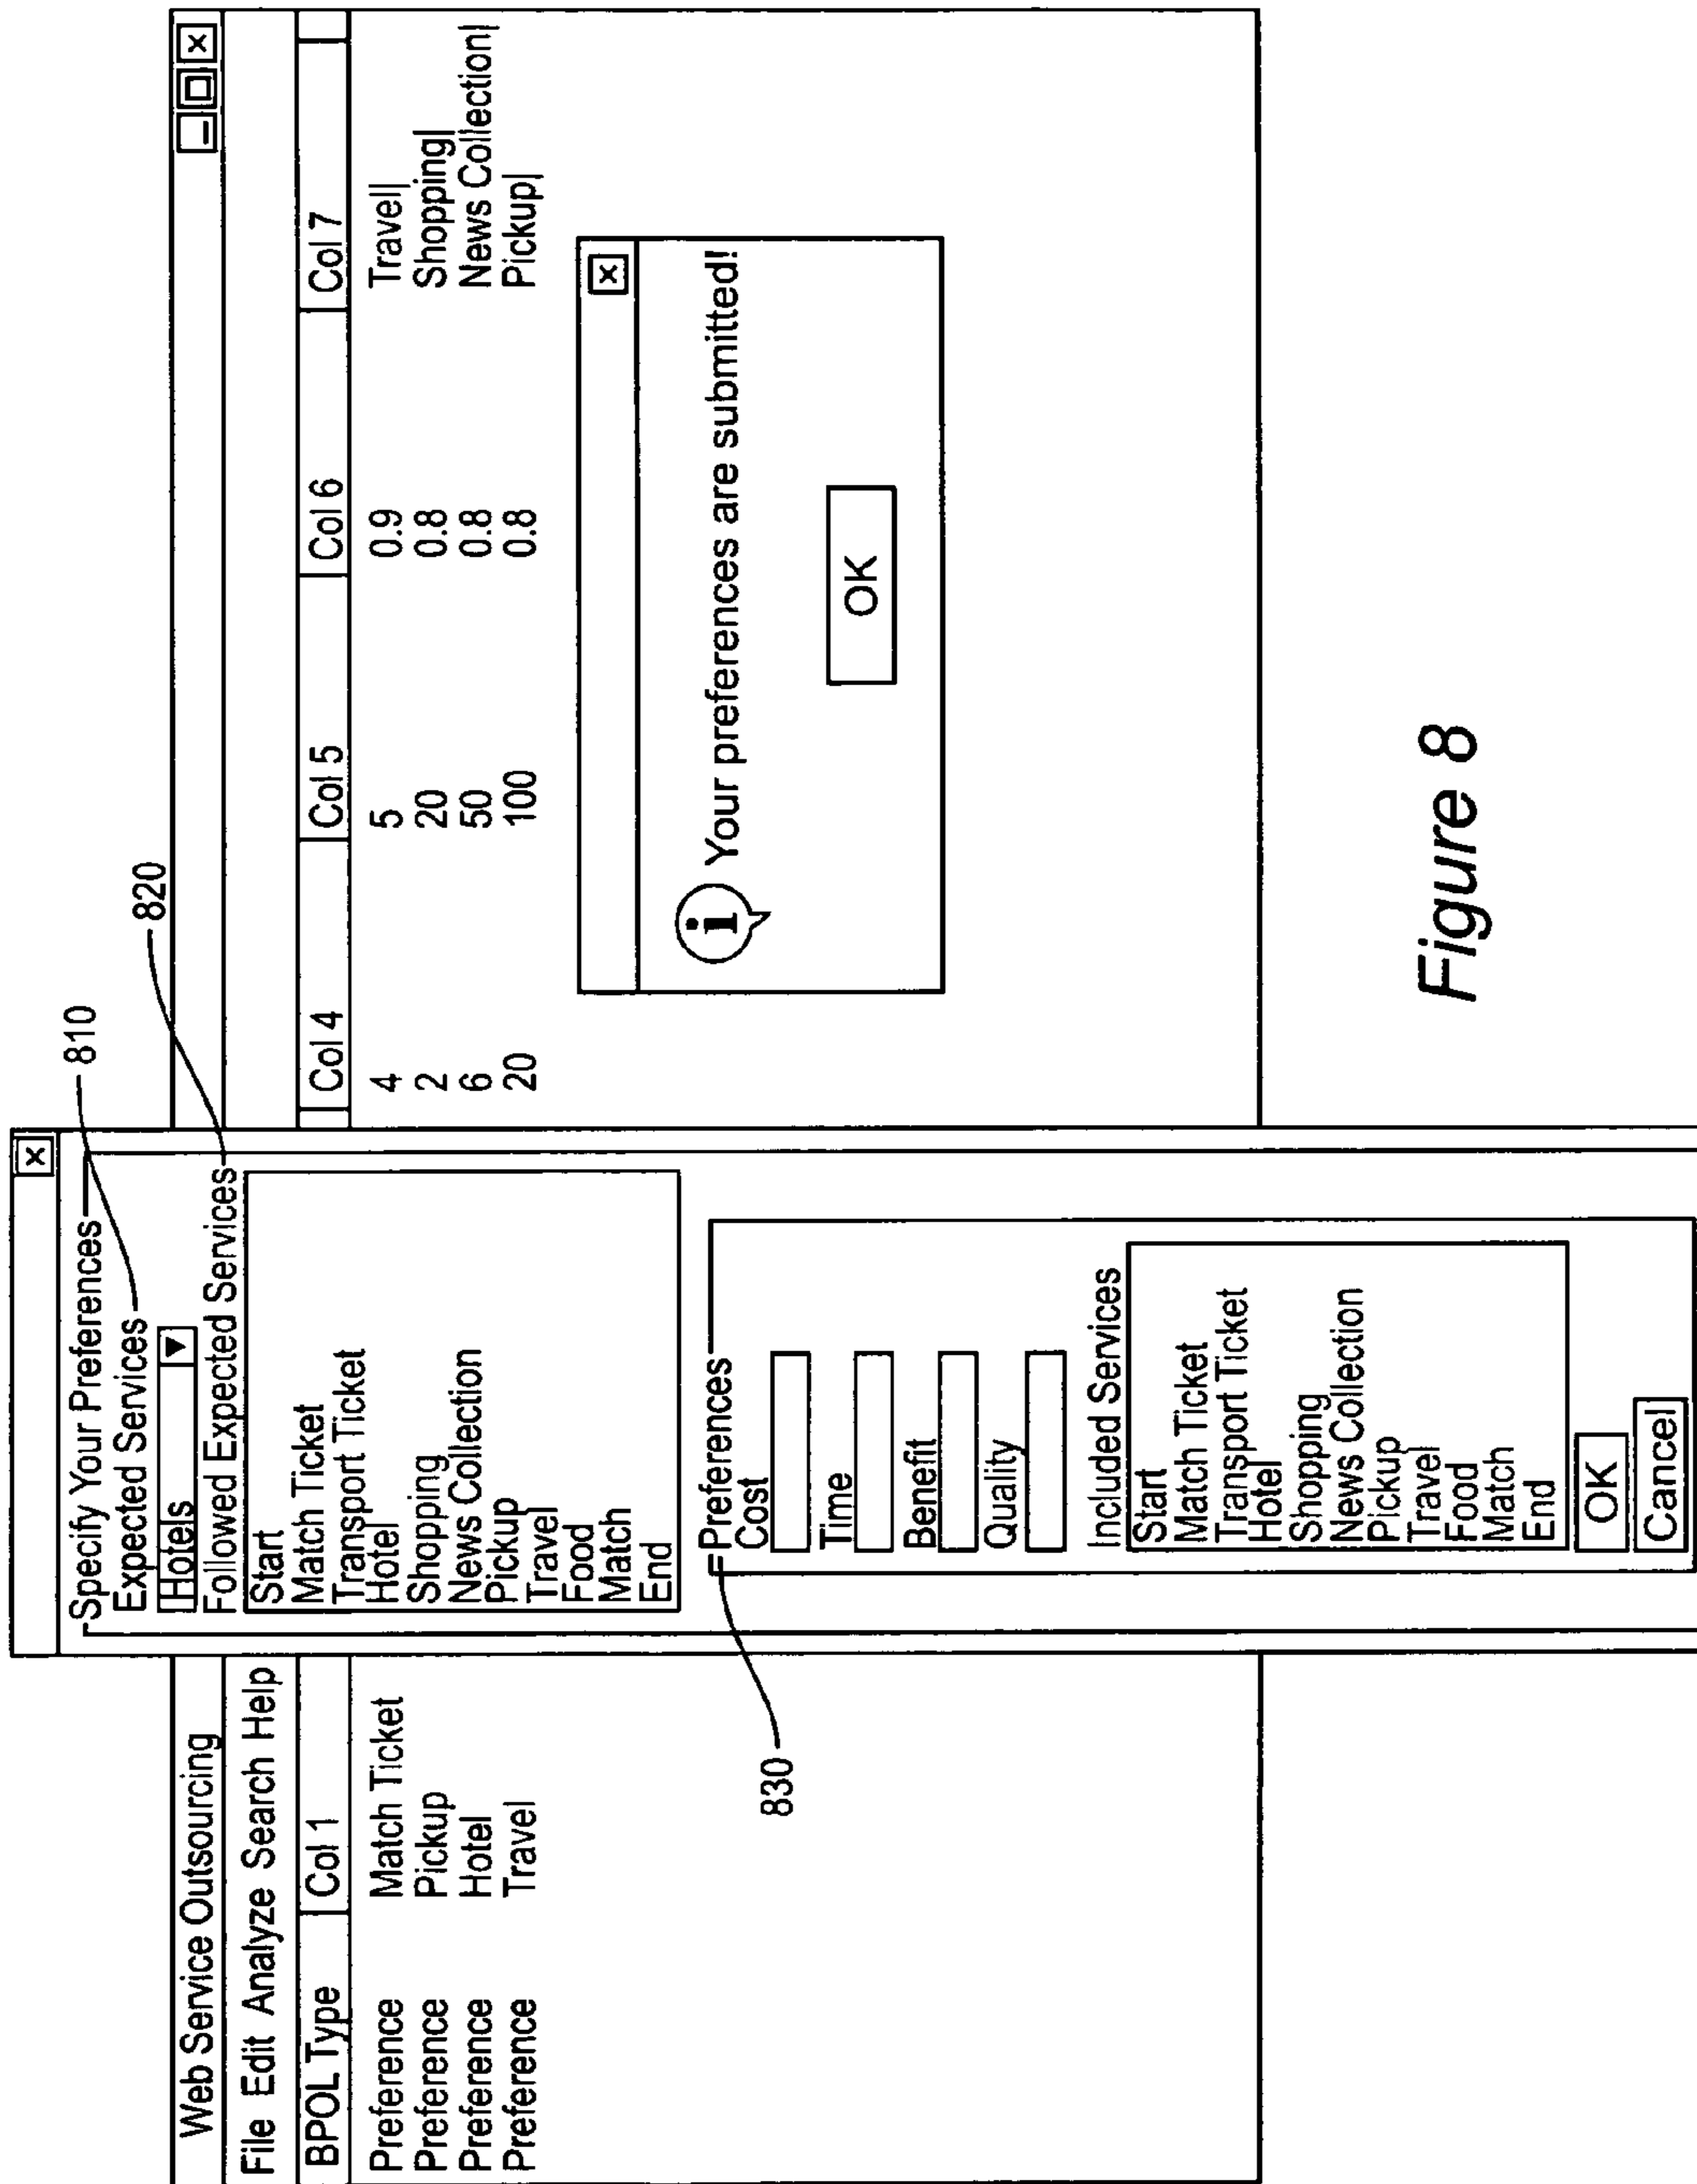 810
820
Web Service Outsourcing
File Edit Analyze Search Help
BPOL Type Col 1 Col 4 Col 5 Col 6 Col 7
Preference Match Ticket 4 5 0.9 Travel|
Preference Pickup 2 20 0.8 Shopping|
Preference Hotel 6 50 0.8 News Collection|
Preference Travel 20 100 0.8 Pickup|
Specify Your Preferences
Expected Services
Hotels
Followed Expected Services
Start
Match Ticket
Transport Ticket
Hotel
Shopping
News Collection
Pickup
Travel
Food
Match
End
830
Preferences
Cost
Time
Benefit
Quality
Included Services
Start
Match Ticket
Transport Ticket
Hotel
Shopping
News Collection
Pickup
Travel
Food
Match
End
OK
Cancel
i Your preferences are submitted!
OK
Figure 8